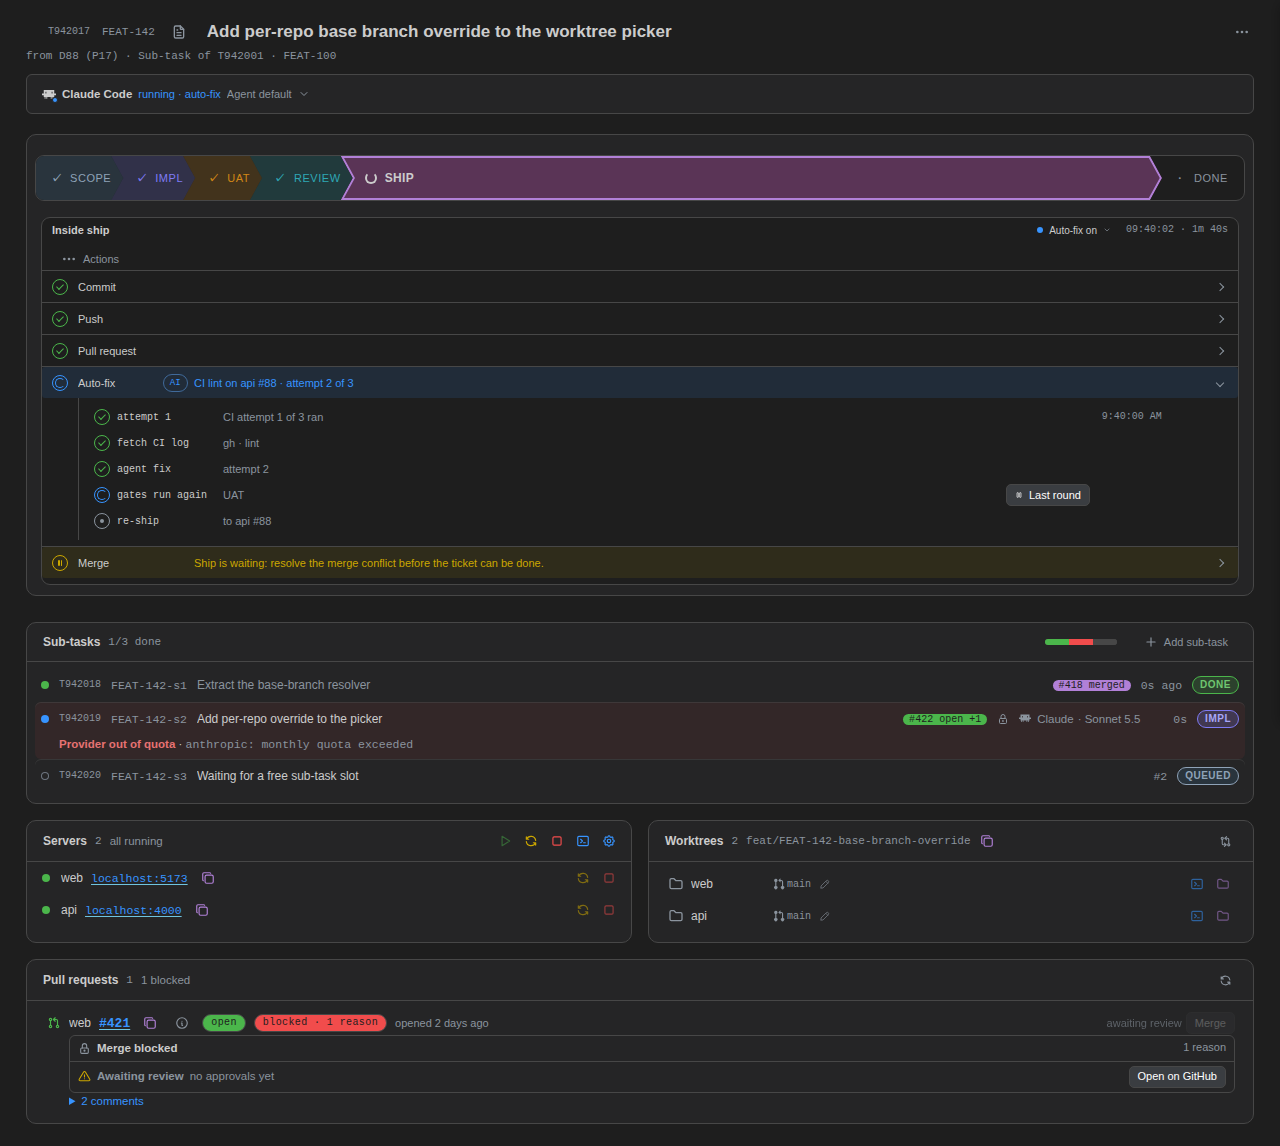 T942017 FEAT-142 Add per-repo base branch override to the worktree picker
from D88 (P17) · Sub-task of T942001 · FEAT-100
Claude Code running · auto-fix Agent default
SCOPE IMPL UAT REVIEW SHIP DONE
Inside ship Auto-fix on 09:40:02 · 1m 40s
Actions
Commit
Push
Pull request
Auto-fix AI CI lint on api #88 · attempt 2 of 3
attempt 1 CI attempt 1 of 3 ran 9:40:00 AM
fetch CI log gh · lint
agent fix attempt 2
gates run again UAT Last round
re-ship to api #88
Merge Ship is waiting: resolve the merge conflict before the ticket can be done.
Sub-tasks 1/3 done Add sub-task
T942018 FEAT-142-s1 Extract the base-branch resolver #418 merged 0s ago DONE
T942019 FEAT-142-s2 Add per-repo override to the picker #422 open +1 Claude · Sonnet 5.5 0s IMPL
Provider out of quota · anthropic: monthly quota exceeded
T942020 FEAT-142-s3 Waiting for a free sub-task slot #2 QUEUED
Servers 2 all running
web localhost:5173
api localhost:4000
Worktrees 2 feat/FEAT-142-base-branch-override
web main
api main
Pull requests 1 1 blocked
web #421 open blocked · 1 reason opened 2 days ago awaiting review Merge
Merge blocked 1 reason
Awaiting review no approvals yet Open on GitHub
2 comments